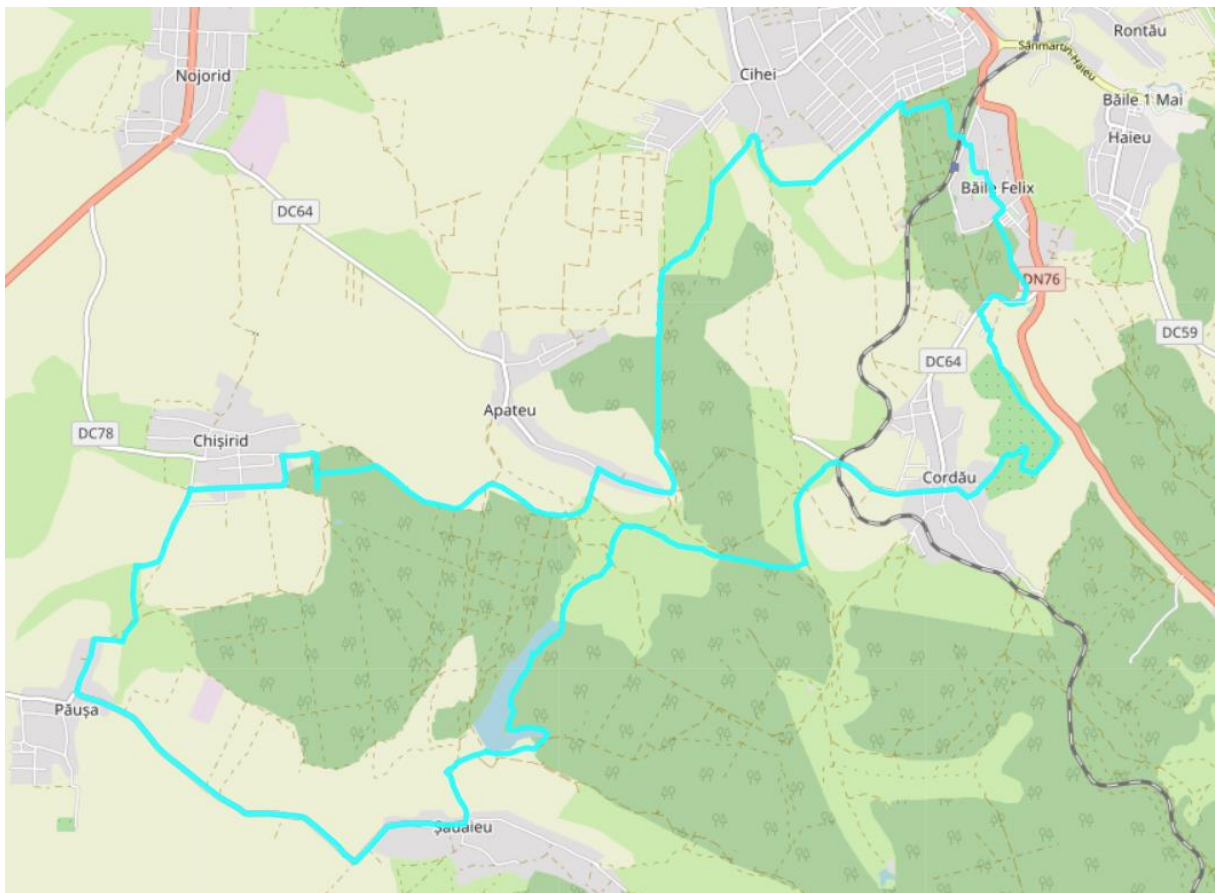 Rontău
Nojorid
Cihei
Sânmartin-Haieu
Băile 1 Mai
Haieu
Băile Felix
DC64
DN76
DC59
DC64
Apateu
DC78
Chișirid
Cordău
Păușa
Șauaieu